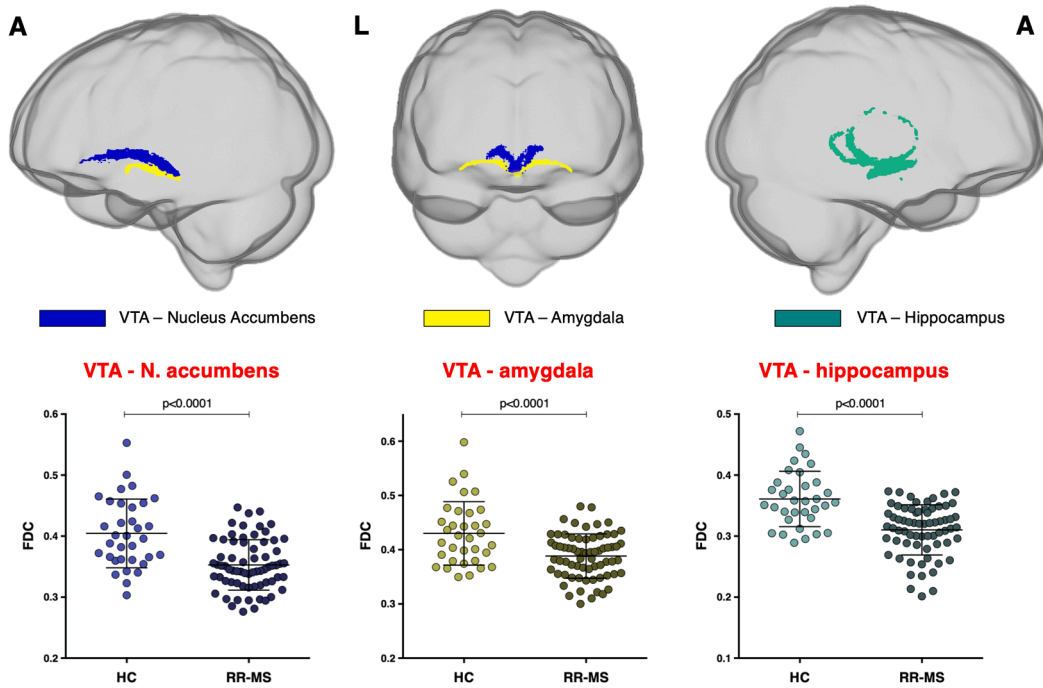 A
L
A
VTA – Nucleus Accumbens
VTA – Amygdala
VTA – Hippocampus
VTA - N. accumbens
VTA - amygdala
VTA - hippocampus
p<0.0001
p<0.0001
p<0.0001
FDC
0.6
0.5
0.4
0.3
0.2
HC
RR-MS
FDC
0.6
0.5
0.4
0.3
0.2
HC
RR-MS
FDC
0.5
0.4
0.3
0.2
0.1
HC
RR-MS